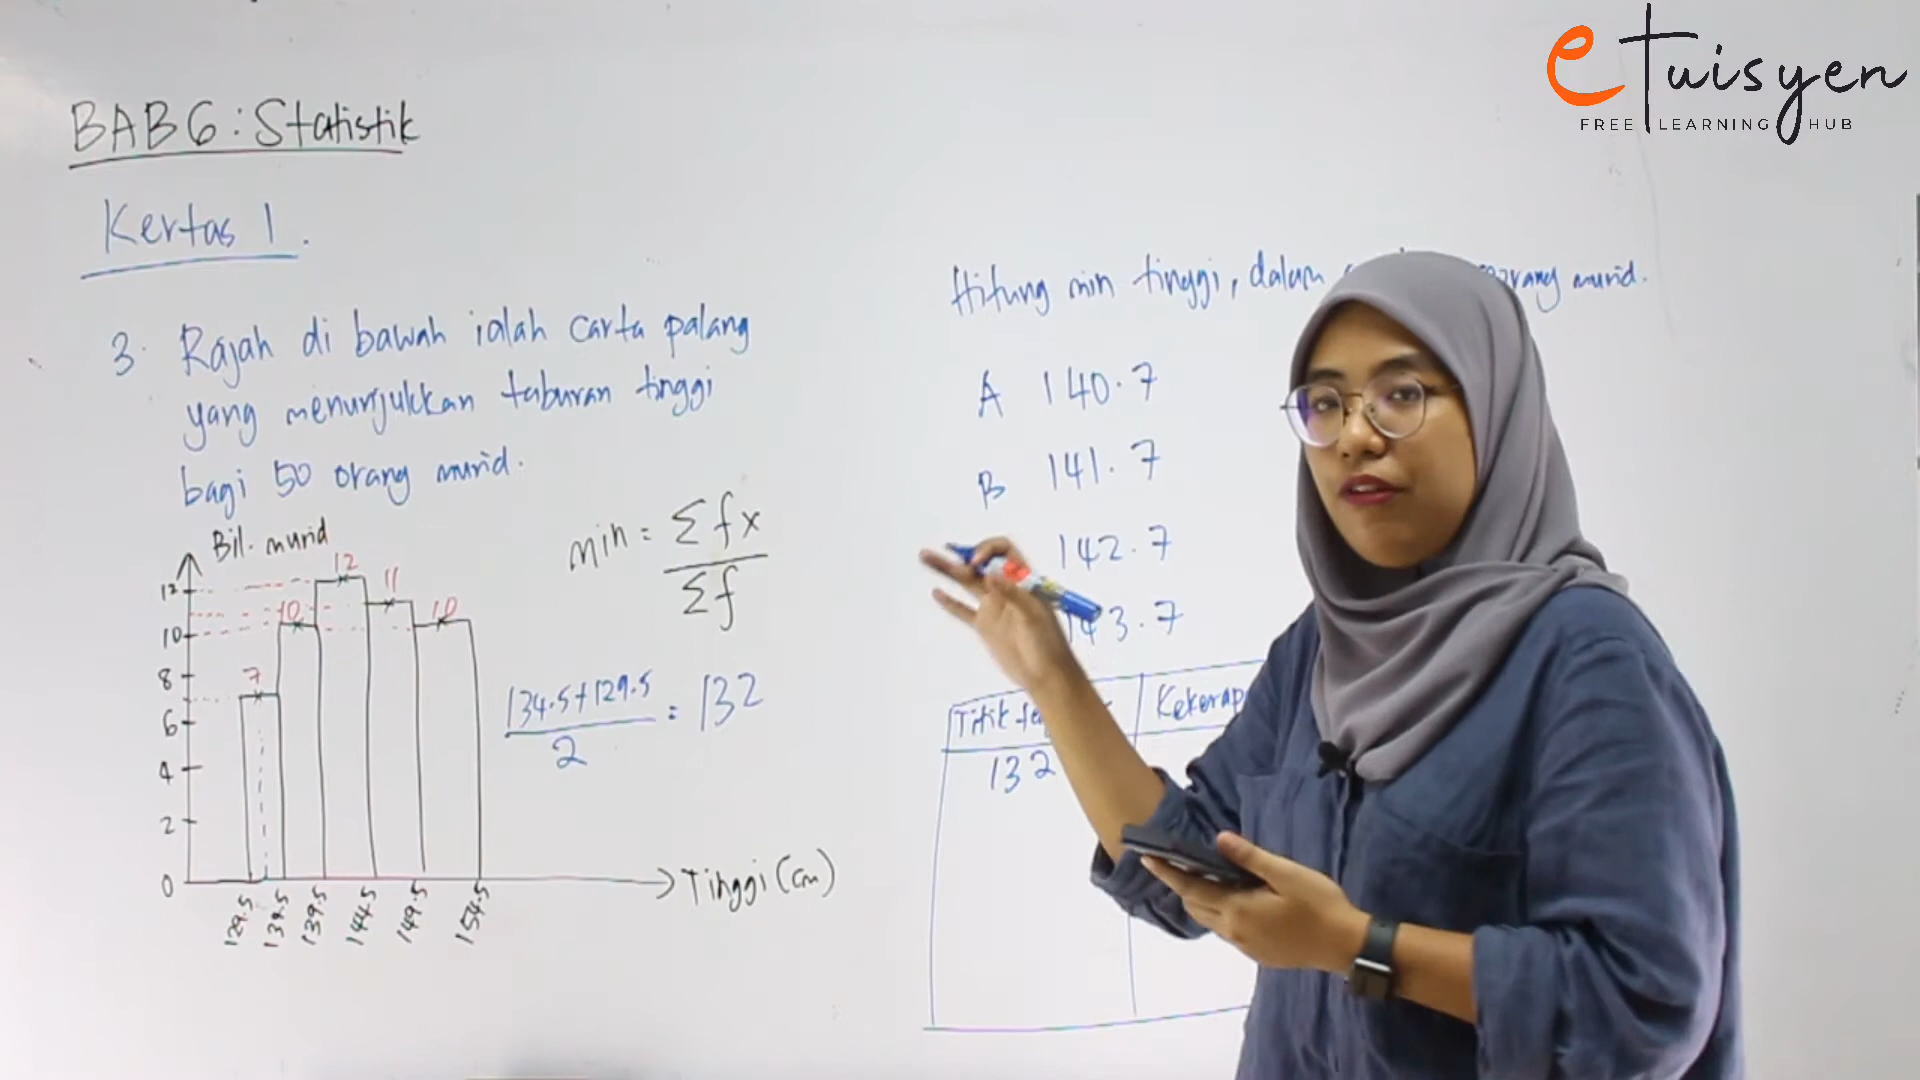 e Tuisyen
FREE LEARNING HUB
BAB 6 : Statistik
Kertas 1.
3. Rajah di bawah ialah carta palang
yang menunjukkan taburan tinggi
bagi 50 orang murid.
Bil. murid
12
10
8
6
4
2
0
7
10
12
11
10
129.5
134.5
139.5
144.5
149.5
154.5
Tinggi (cm)
min = Σfx
Σf
134.5+129.5
2
= 132
Hitung min tinggi, dalam murid.
A 140.7
B 141.7
142.7
143.7
Titik Kekerap
132